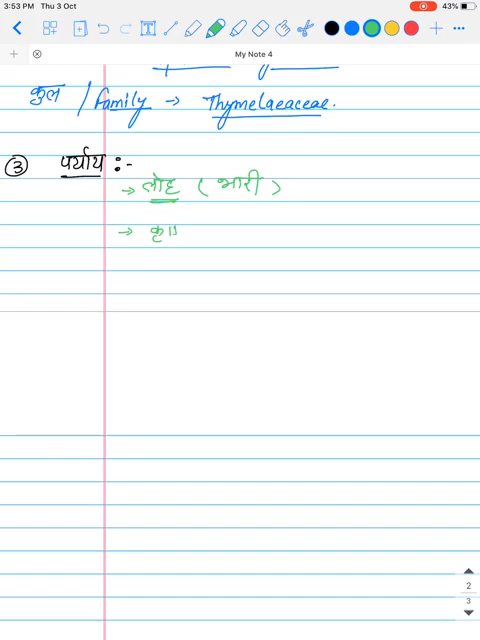 3:53 PM Thu 3 Oct 43%
My Note 4
कुल / Family → Thymelaeaceae.
③ पर्याय :-
→ लोह ( भारी )
→ कृ
2
3